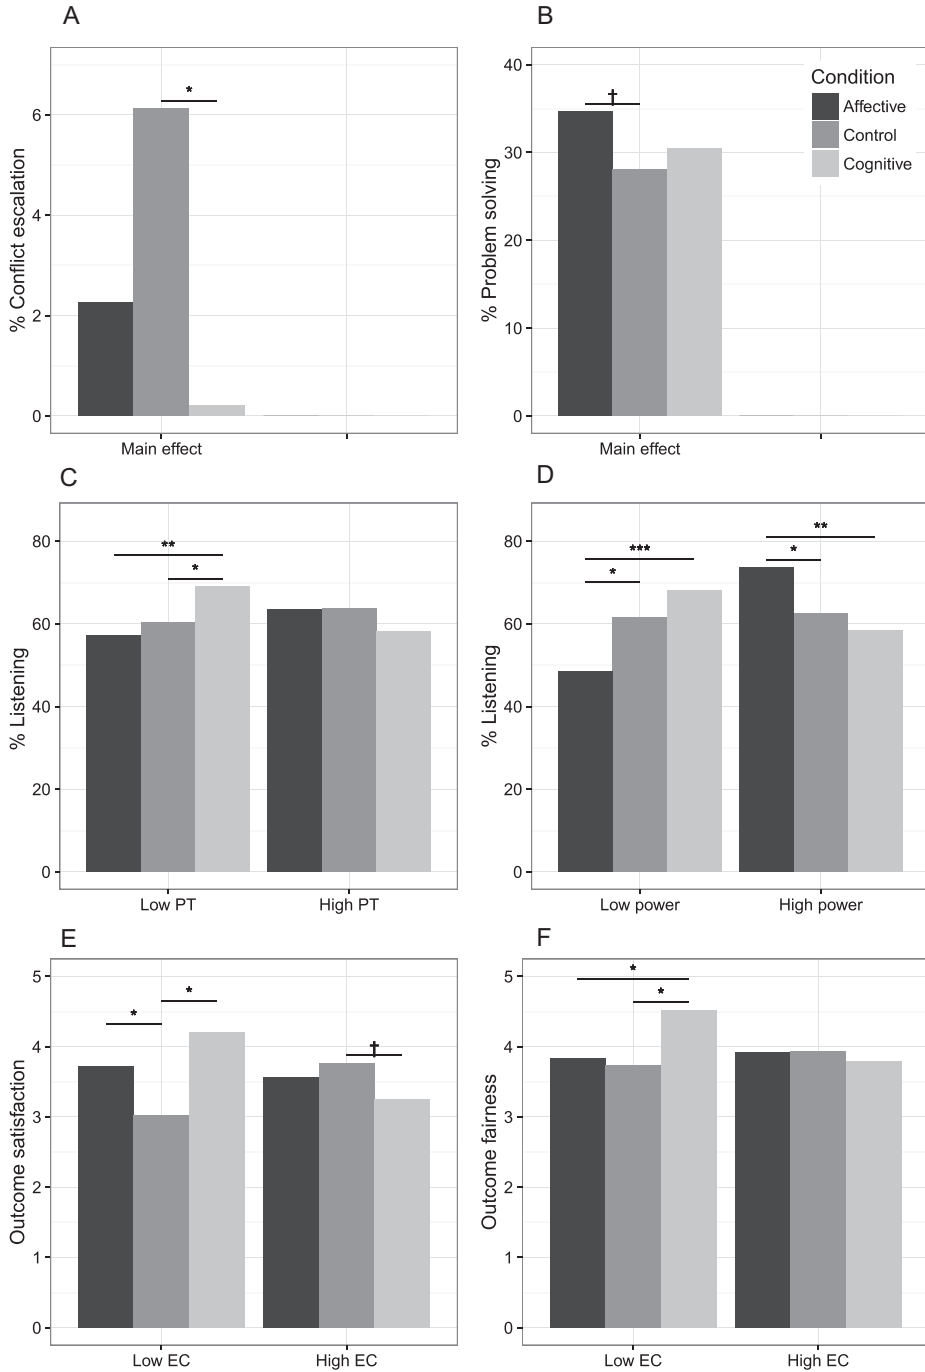 A
% Conflict escalation
6
4
2
0
*
Main effect
B
% Problem solving
40
30
20
10
0
†
Condition
Affective
Control
Cognitive
Main effect
C
% Listening
80
60
40
20
0
**
*
Low PT
High PT
D
% Listening
80
60
40
20
0
***
*
**
*
Low power
High power
E
Outcome satisfaction
5
4
3
2
1
0
*
*
†
Low EC
High EC
F
Outcome fairness
5
4
3
2
1
0
*
*
Low EC
High EC